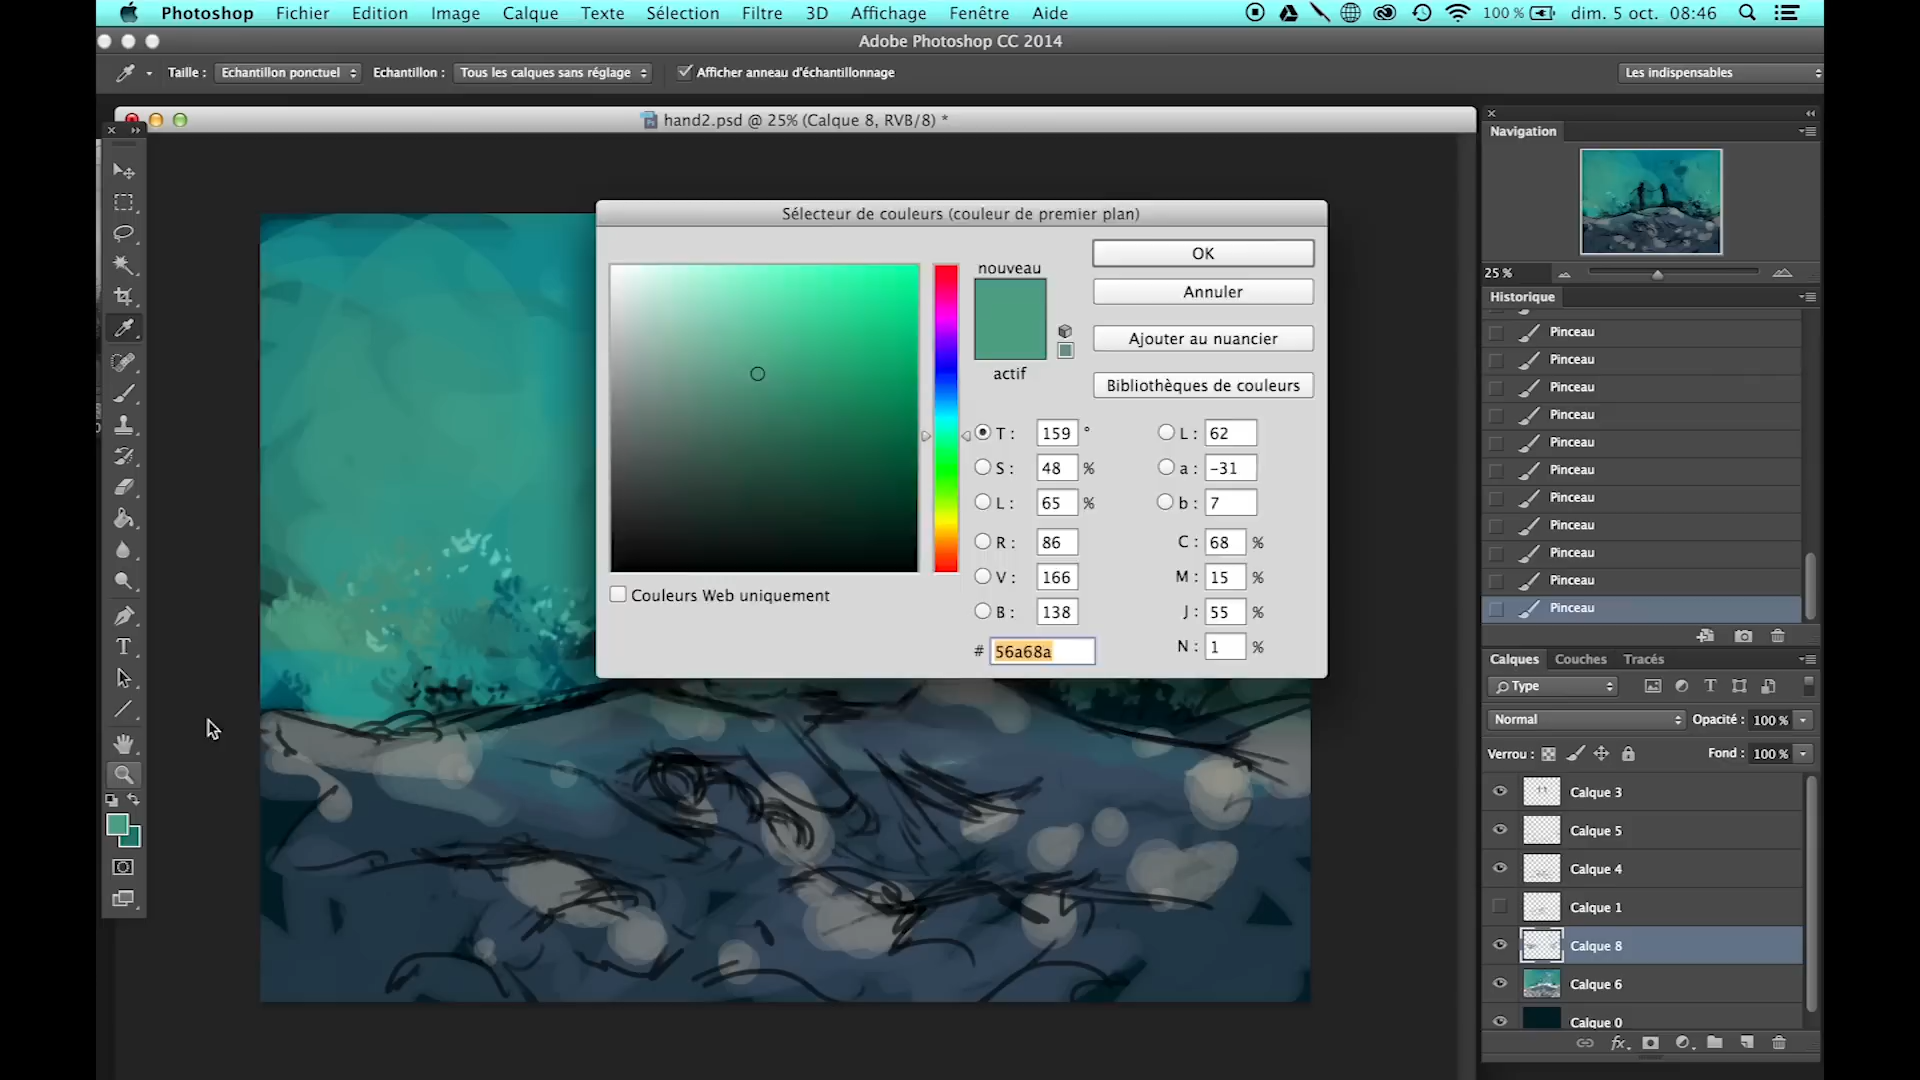 Photoshop Fichier Edition Image Calque Texte Sélection Filtre 3D Affichage Fenêtre Aide 100 % dim. 5 oct. 08:46
Adobe Photoshop CC 2014
Taille : Echantillon ponctuel Echantillon : Tous les calques sans réglage Afficher anneau d'échantillonnage Les indispensables
hand2.psd @ 25% (Calque 8, RVB/8) *
Navigation
25 %
Historique
Pinceau
Pinceau
Pinceau
Pinceau
Pinceau
Pinceau
Pinceau
Pinceau
Pinceau
Pinceau
Pinceau
Sélecteur de couleurs (couleur de premier plan)
nouveau
actif
OK
Annuler
Ajouter au nuancier
Bibliothèques de couleurs
T : 159 ° L : 62
S : 48 % a : -31
L : 65 % b : 7
R : 86 C : 68 %
V : 166 M : 15 %
B : 138 J : 55 %
# 56a68a N : 1 %
Couleurs Web uniquement
Calques Couches Tracés
Type
Normal Opacité : 100 %
Verrou : Fond : 100 %
Calque 3
Calque 5
Calque 4
Calque 1
Calque 8
Calque 6
Calque 0
fx